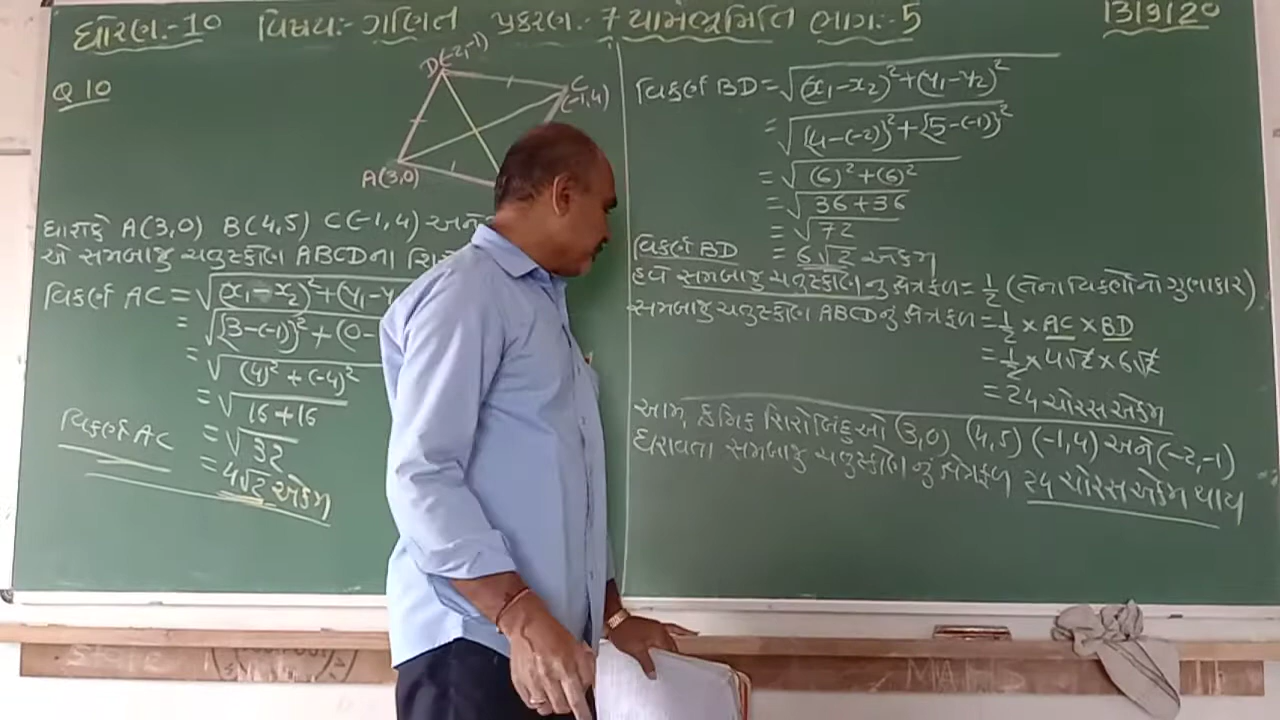 ધોરણ:-10 વિષય:- ગણિત પ્રકરણ:- 7 યામભૂમિતિ ભાગ:-5 13/9/20
Q 10
D(-2,-1)
C
(-1,4)
A(3,0)
ધારોકે A(3,0) B(4,5) C(-1,4) અને
એ સમબાજુ ચતુષ્કોણ ABCDના
વિકર્ણ AC = √(x₁-x₂)²+(y₁-y
= √{3-(-1)}²+(0-
= √(4)²+(-4)²
= √16+16
= √32
વિકર્ણ AC = 4√2 એકમ
વિકર્ણ BD = √(x₁-x₂)²+(y₁-y₂)²
= √{4-(-2)}²+{5-(-1)}²
= √(6)²+(6)²
= √36+36
= √72
વિકર્ણ BD = 6√2 એકમ
હવે સમબાજુ ચતુષ્કોણનુ ક્ષેત્રફળ = 1/2 (તેના વિકર્ણોનો ગુણાકાર)
સમબાજુ ચતુષ્કોણ ABCDનું ક્ષેત્રફળ = 1/2 × AC × BD
= 1/2 × 4√2 × 6√2
= 24 ચોરસ એકમ
આમ, ક્રમિક શિરોબિંદુઓ (3,0) (4,5) (-1,4) અને (-2,-1)
ધરાવતા સમબાજુ ચતુષ્કોણ નુ ક્ષેત્રફળ 24 ચોરસ એકમ થાય